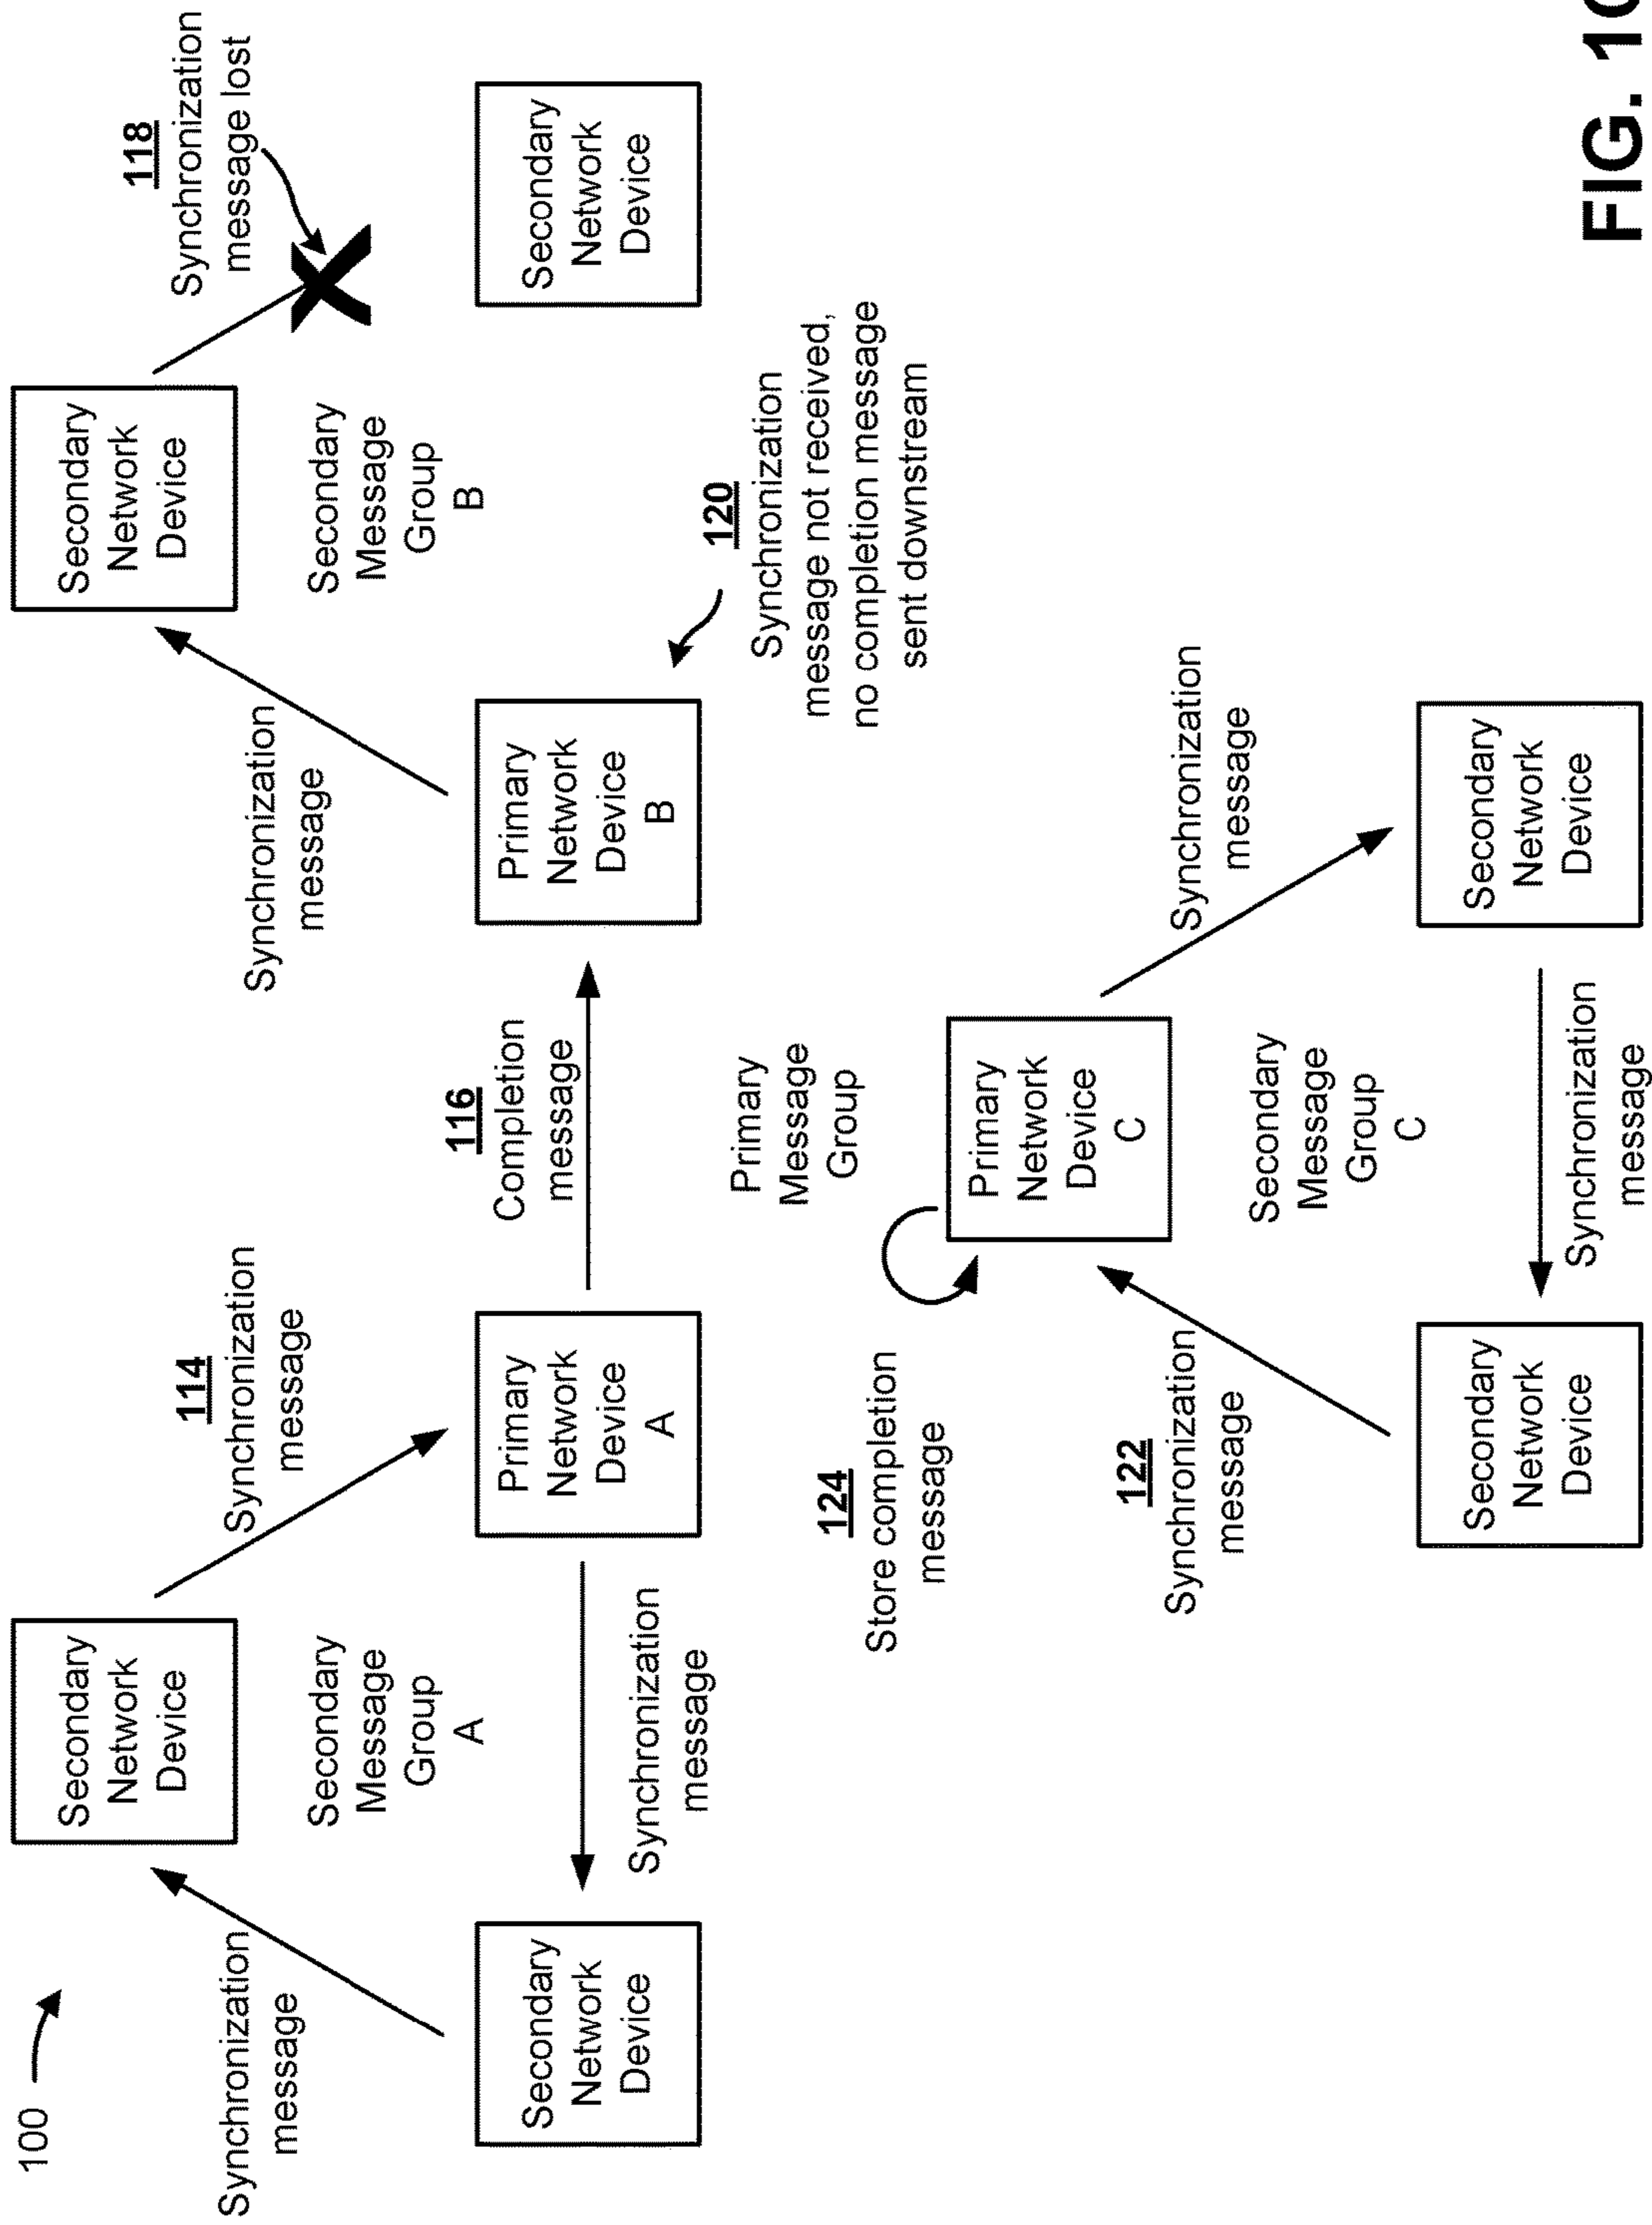 100
Synchronization
message
Secondary
Network
Device
Secondary
Network
Device
Secondary
Message
Group
A
Synchronization
message
114
Synchronization
message
Primary
Network
Device
A
116
Completion
message
Primary
Network
Device
B
Synchronization
message
Secondary
Network
Device
Secondary
Message
Group
B
118
Synchronization
message lost
Secondary
Network
Device
120
Synchronization
message not received,
no completion message
sent downstream
Primary
Message
Group
124
Store completion
message
Primary
Network
Device
C
122
Synchronization
message
Secondary
Message
Group
C
Synchronization
message
Secondary
Network
Device
Secondary
Network
Device
Synchronization
message
FIG.